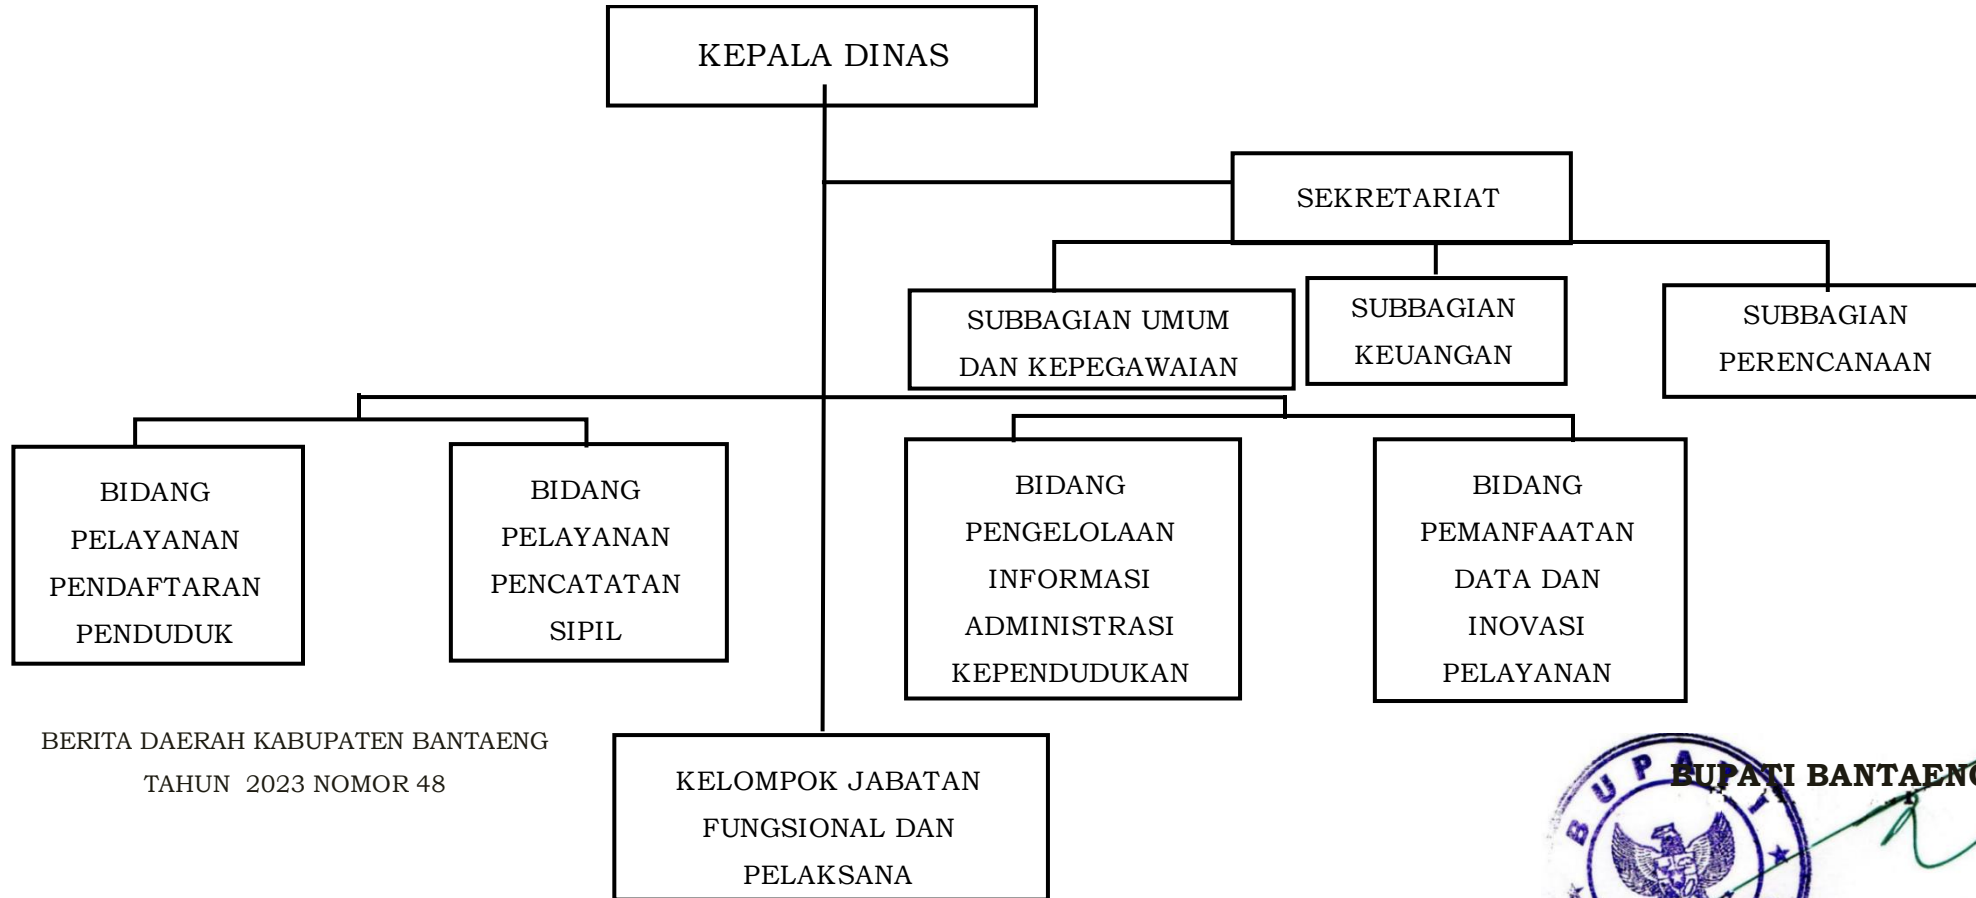 KEPALA DINAS
SEKRETARIAT
SUBBAGIAN UMUM
DAN KEPEGAWAIAN
SUBBAGIAN
KEUANGAN
SUBBAGIAN
PERENCANAAN
BIDANG
PELAYANAN
PENDAFTARAN
PENDUDUK
BIDANG
PELAYANAN
PENCATATAN
SIPIL
BIDANG
PENGELOLAAN
INFORMASI
ADMINISTRASI
KEPENDUDUKAN
BIDANG
PEMANFAATAN
DATA DAN
INOVASI
PELAYANAN
BERITA DAERAH KABUPATEN BANTAENG
TAHUN 2023 NOMOR 48
KELOMPOK JABATAN
FUNGSIONAL DAN
PELAKSANA
BUPATI BANTAENG
BUPATI